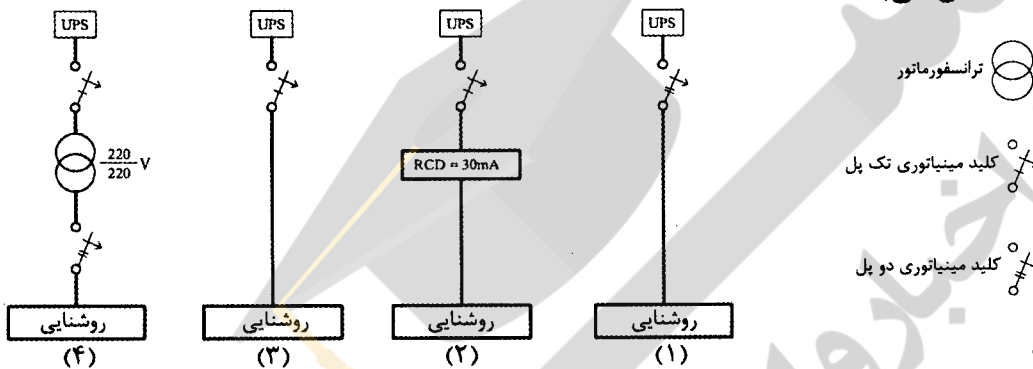 UPS UPS UPS UPS
ترانسفورماتور
220/220 V
RCD = 30mA
کلید مینیاتوری تک پل
کلید مینیاتوری دو پل
روشنایی روشنایی روشنایی روشنایی
(۱) (۲) (۳) (۴)